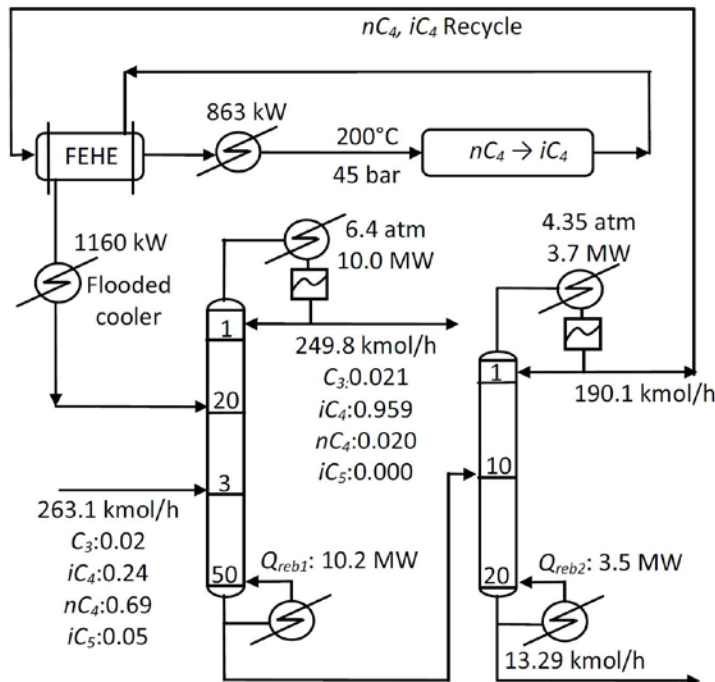 nC₄, iC₄ Recycle
863 kW
FEHE
200°C
45 bar
nC₄ → iC₄
1160 kW
Flooded
cooler
6.4 atm
10.0 MW
4.35 atm
3.7 MW
1
249.8 kmol/h
C₃:0.021
iC₄:0.959
nC₄:0.020
iC₅:0.000
1
190.1 kmol/h
20
3
10
263.1 kmol/h
C₃:0.02
iC₄:0.24
nC₄:0.69
iC₅:0.05
50
Qreb1: 10.2 MW
20
Qreb2: 3.5 MW
13.29 kmol/h